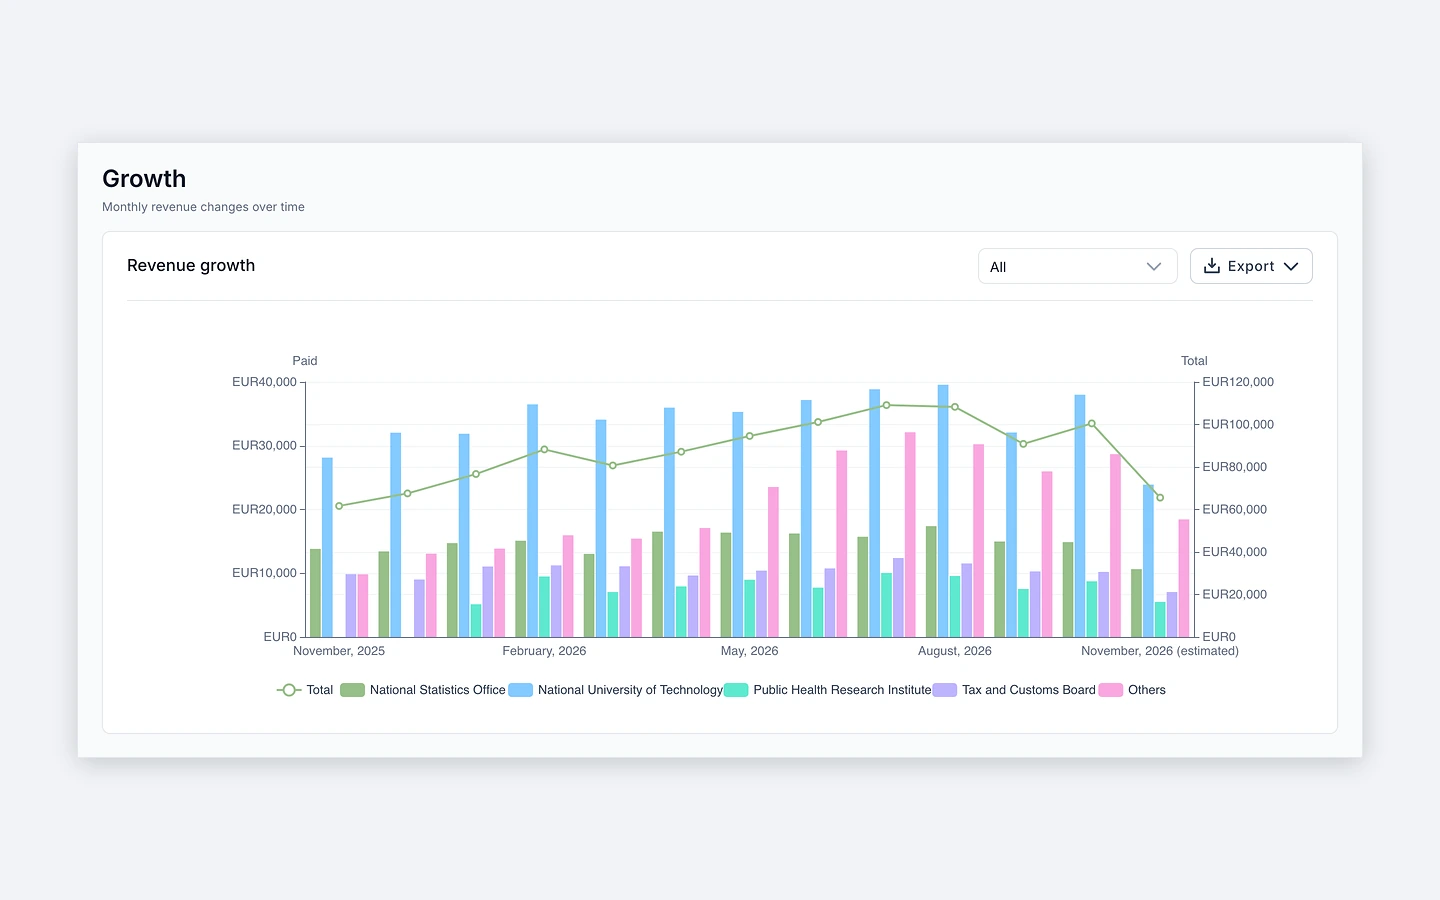 Growth
Monthly revenue changes over time
Revenue growth
All
Export
Paid
Total
EUR40,000
EUR30,000
EUR20,000
EUR10,000
EUR0
EUR120,000
EUR100,000
EUR80,000
EUR60,000
EUR40,000
EUR20,000
EUR0
November, 2025
February, 2026
May, 2026
August, 2026
November, 2026 (estimated)
Total
National Statistics Office
National University of Technology
Public Health Research Institute
Tax and Customs Board
Others